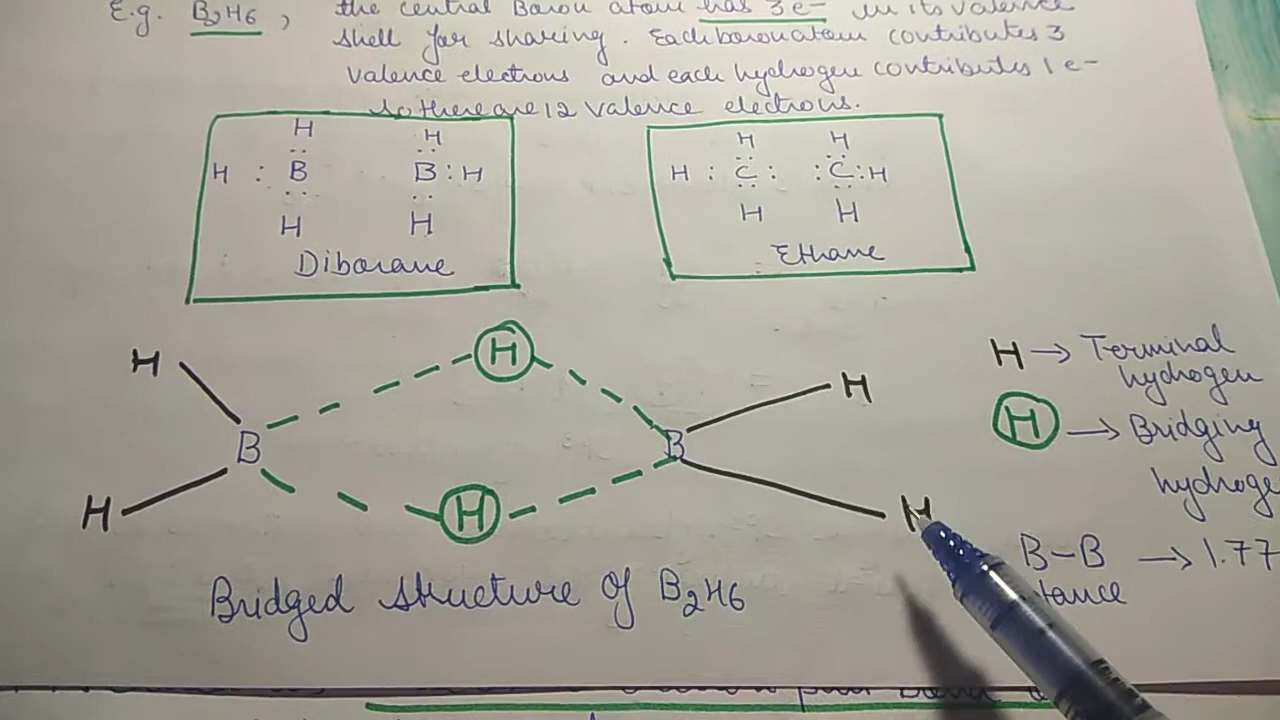 E.g. B2H6, the central Boron atom has 3e- in its valence
shell for sharing. Each boron atom contributes 3
valence electrons and each hydrogen contributes 1 e-
so there are 12 valence electrons.
H H
H : B B : H
H H
Diborane
H H
H : C : : C : H
H H
Ethane
H H H
B B
H H H
H → Terminal
hydrogen
H → Bridging
hydroge
B-B → 1.77
tance
Bridged structure of B2H6